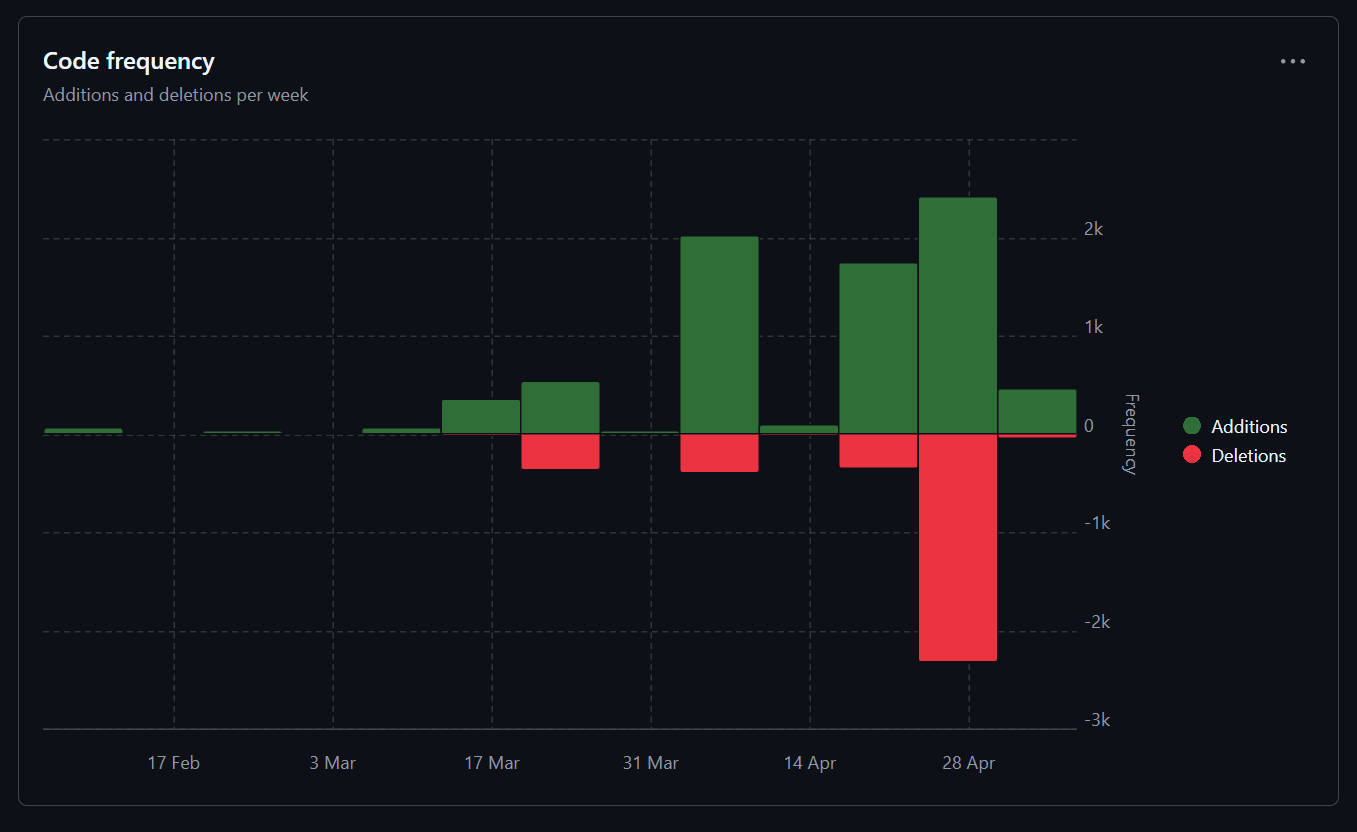 Code frequency
Additions and deletions per week
2k
1k
0
-1k
-2k
-3k
Frequency
Additions
Deletions
17 Feb
3 Mar
17 Mar
31 Mar
14 Apr
28 Apr